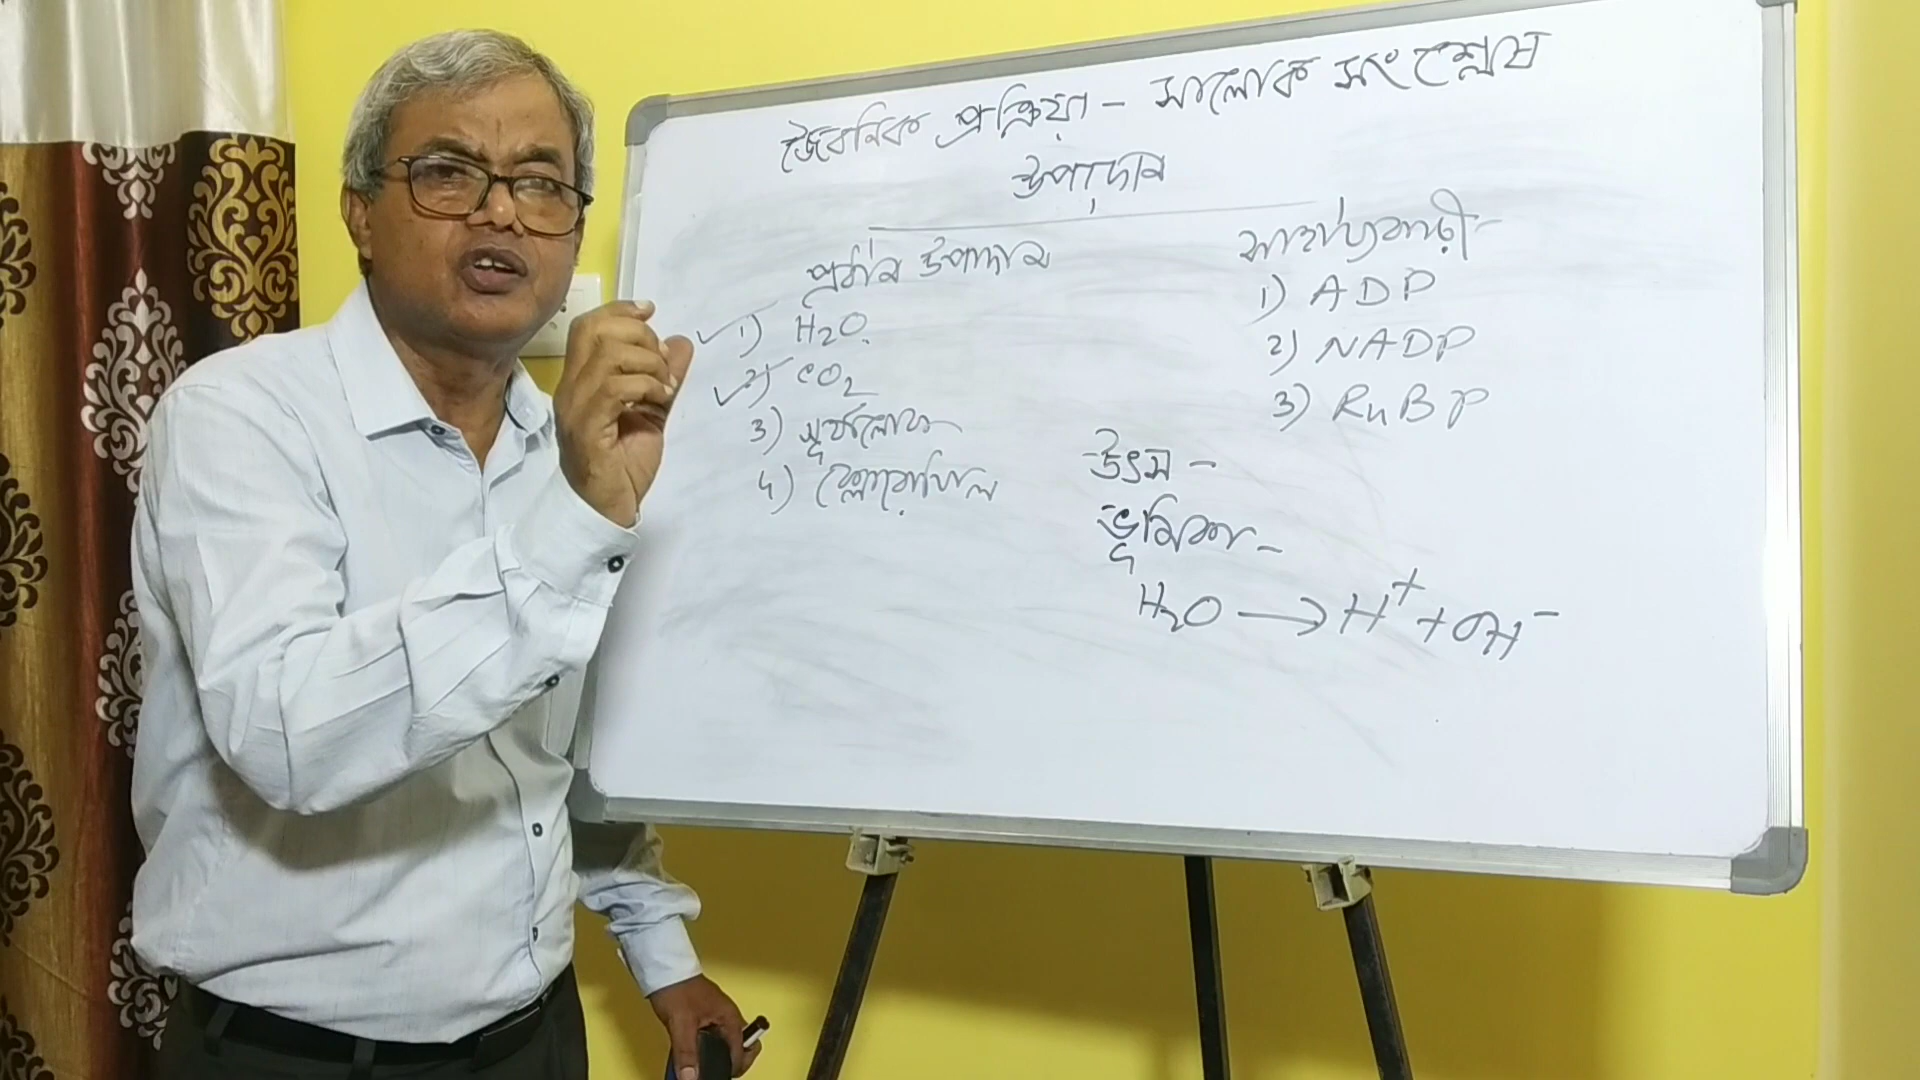 জৈবনিক প্রক্রিয়া - সালোক সংশ্লেষ
উপাদান
প্রধান উপাদান
1) H₂O
2) CO₂
3) সূর্যালোক
4) ক্লোরোফিল
সাহায্যকারী -
1) ADP
2) NADP
3) RuBP
উৎস -
ভূমিকা -
H₂O → H⁺ + OH⁻